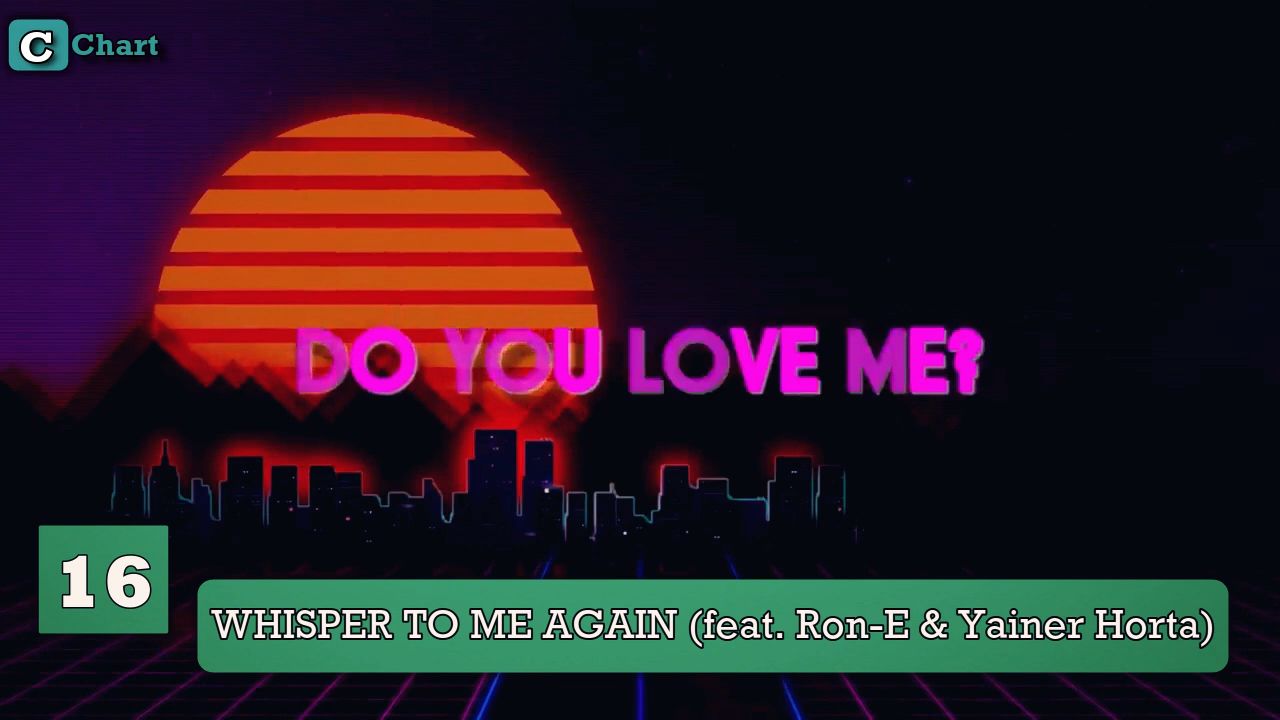 C Chart
DO YOU LOVE ME?
16
WHISPER TO ME AGAIN (feat. Ron-E & Yainer Horta)